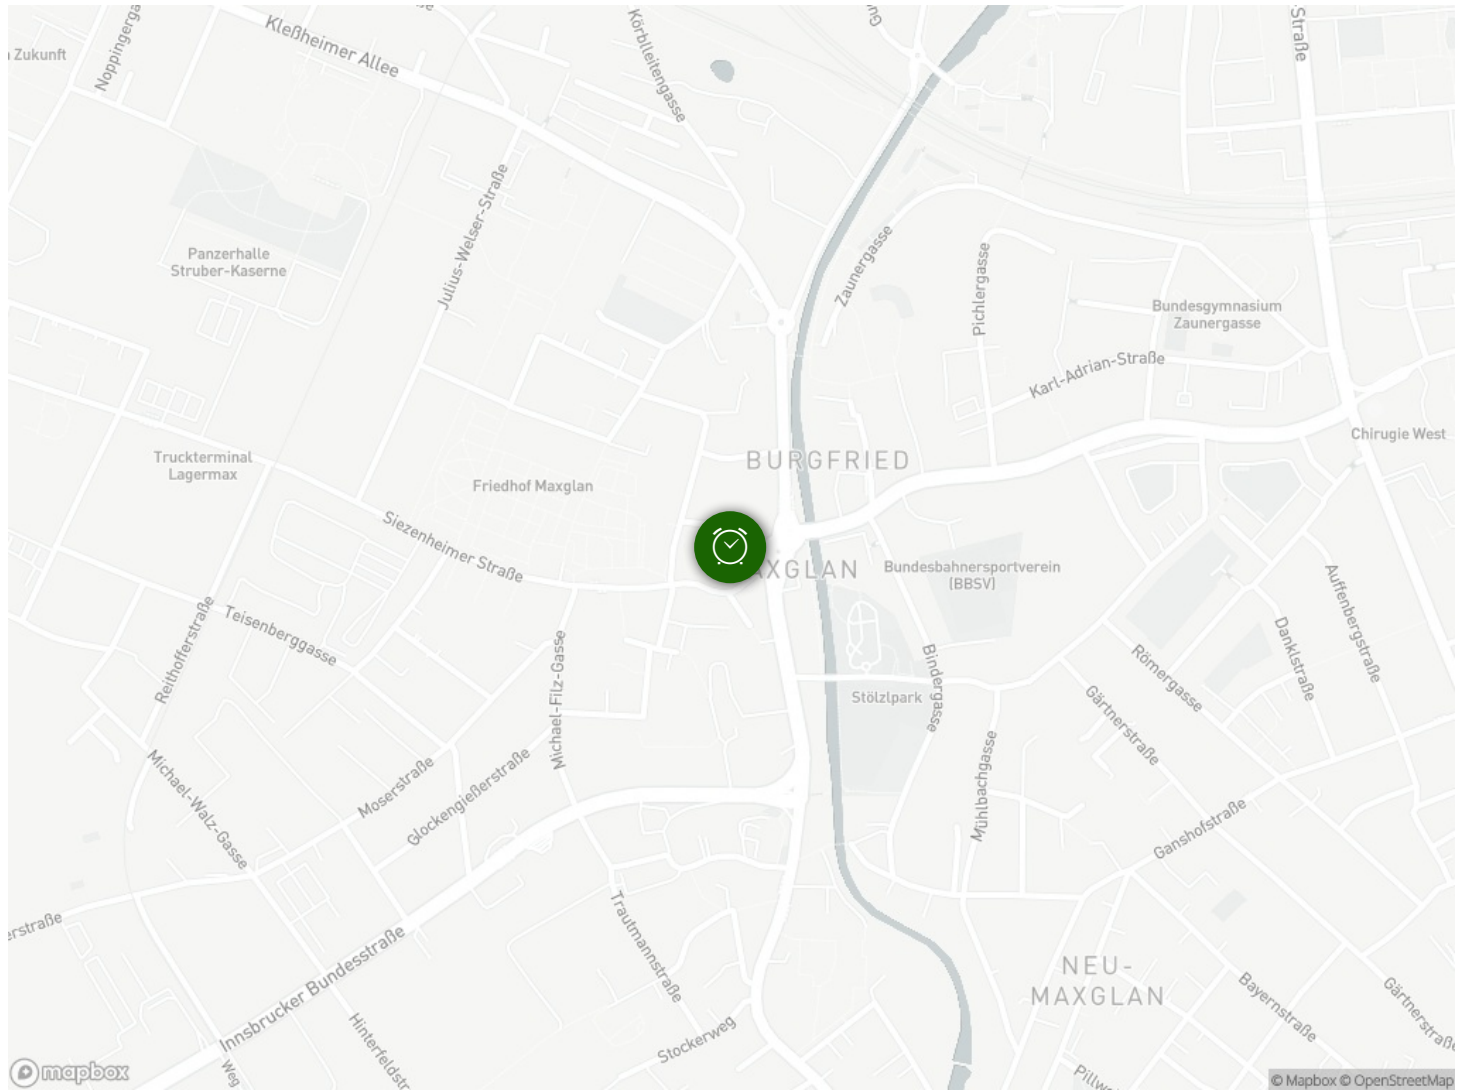 Kleßheimer Allee
Körblleitengasse
Straße
n Zukunft
Noppingerga
Julius-Welser-Straße
Panzerhalle
Struber-Kaserne
Zaunergasse
Pichlergasse
Bundesgymnasium
Zaunergasse
Karl-Adrian-Straße
Chirugie West
Truckterminal
Lagermax
Friedhof Maxglan
BURGFRIED
Siezenheimer Straße
AXGLAN
Bundesbahnersportverein
(BBSV)
Auffenbergstraße
Reithofferstraße
Teisenberggasse
Michael-Filz-Gasse
Stölzlpark
Bindergasse
Römergasse
Danklstraße
Gärtnerstraße
Michael-Walz-Gasse
Moserstraße
Glockengießerstraße
Mühlbachgasse
Ganshofstraße
erstraße
Innsbrucker Bundesstraße
Trautmannstraße
NEU-
MAXGLAN
Bayernstraße
Gärtnerstraße
Weg
Hinterfeldstr
Stockerweg
Pillw
mapbox
© Mapbox © OpenStreetMap